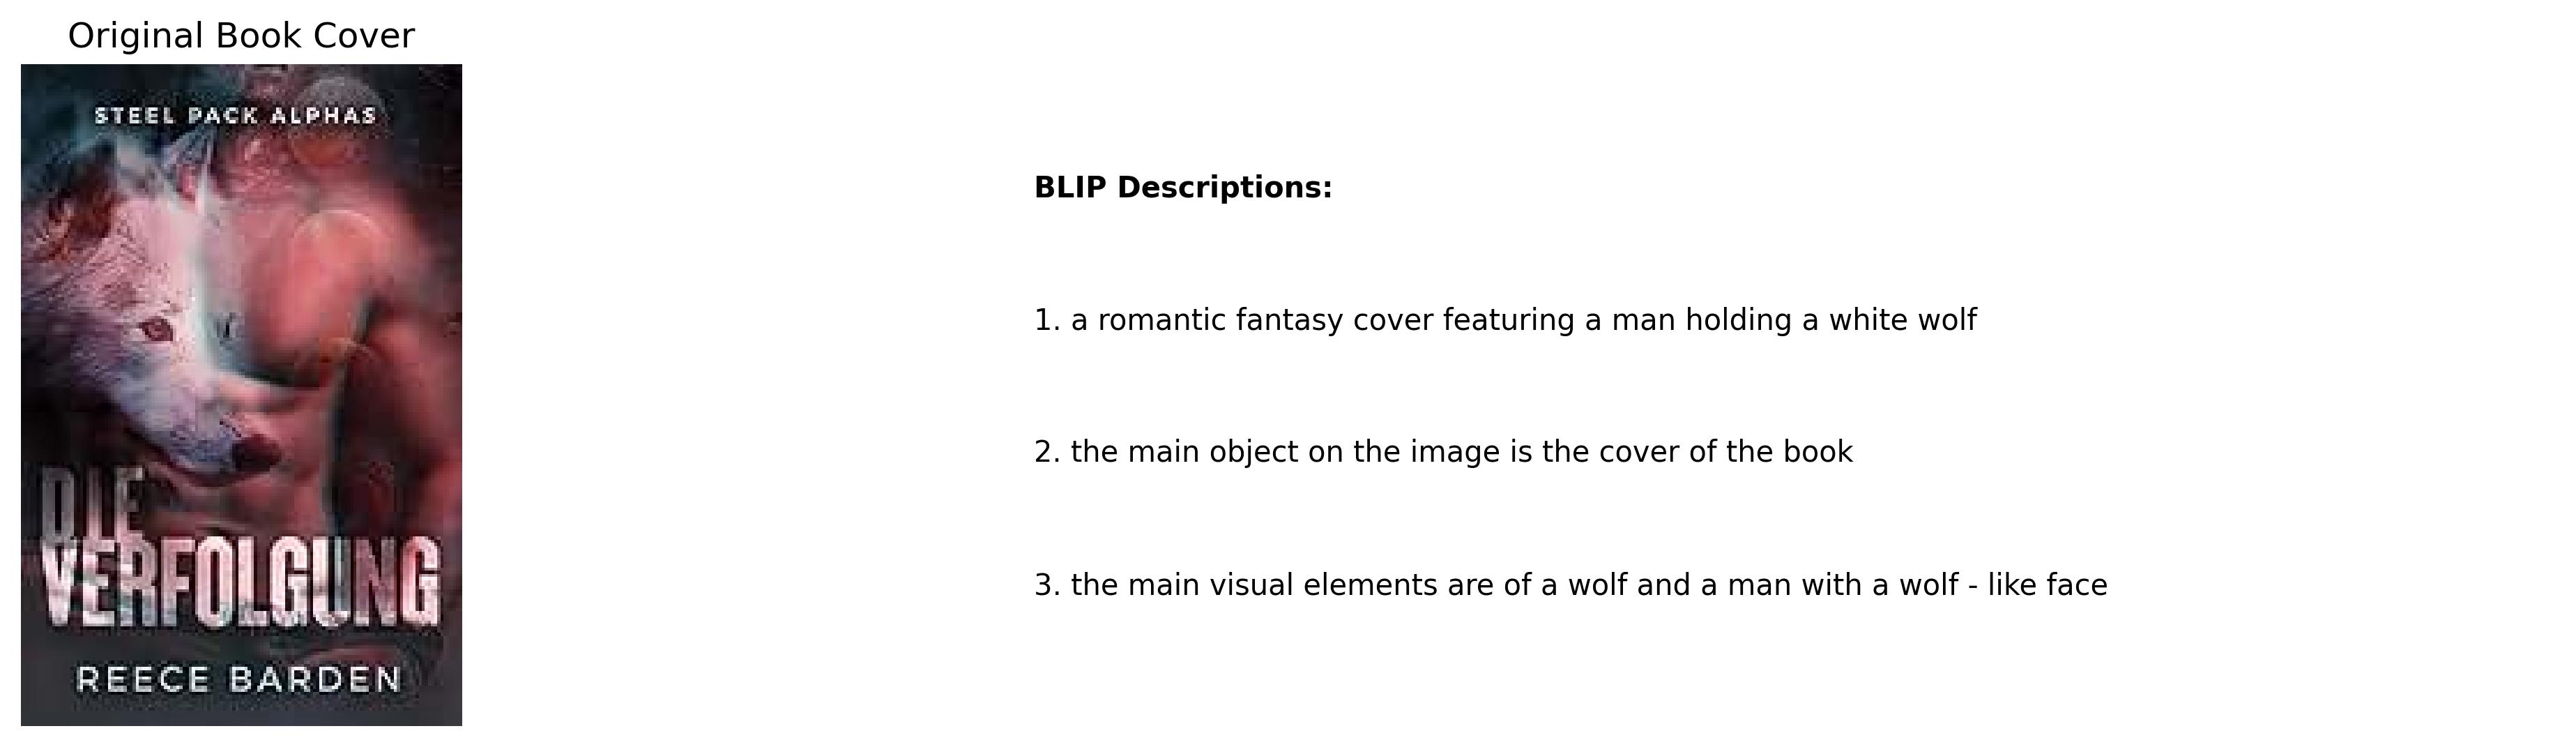 Original Book Cover
STEEL PACK ALPHAS
DIE
VERFOLGUNG
REECE BARDEN
BLIP Descriptions:
1. a romantic fantasy cover featuring a man holding a white wolf
2. the main object on the image is the cover of the book
3. the main visual elements are of a wolf and a man with a wolf - like face